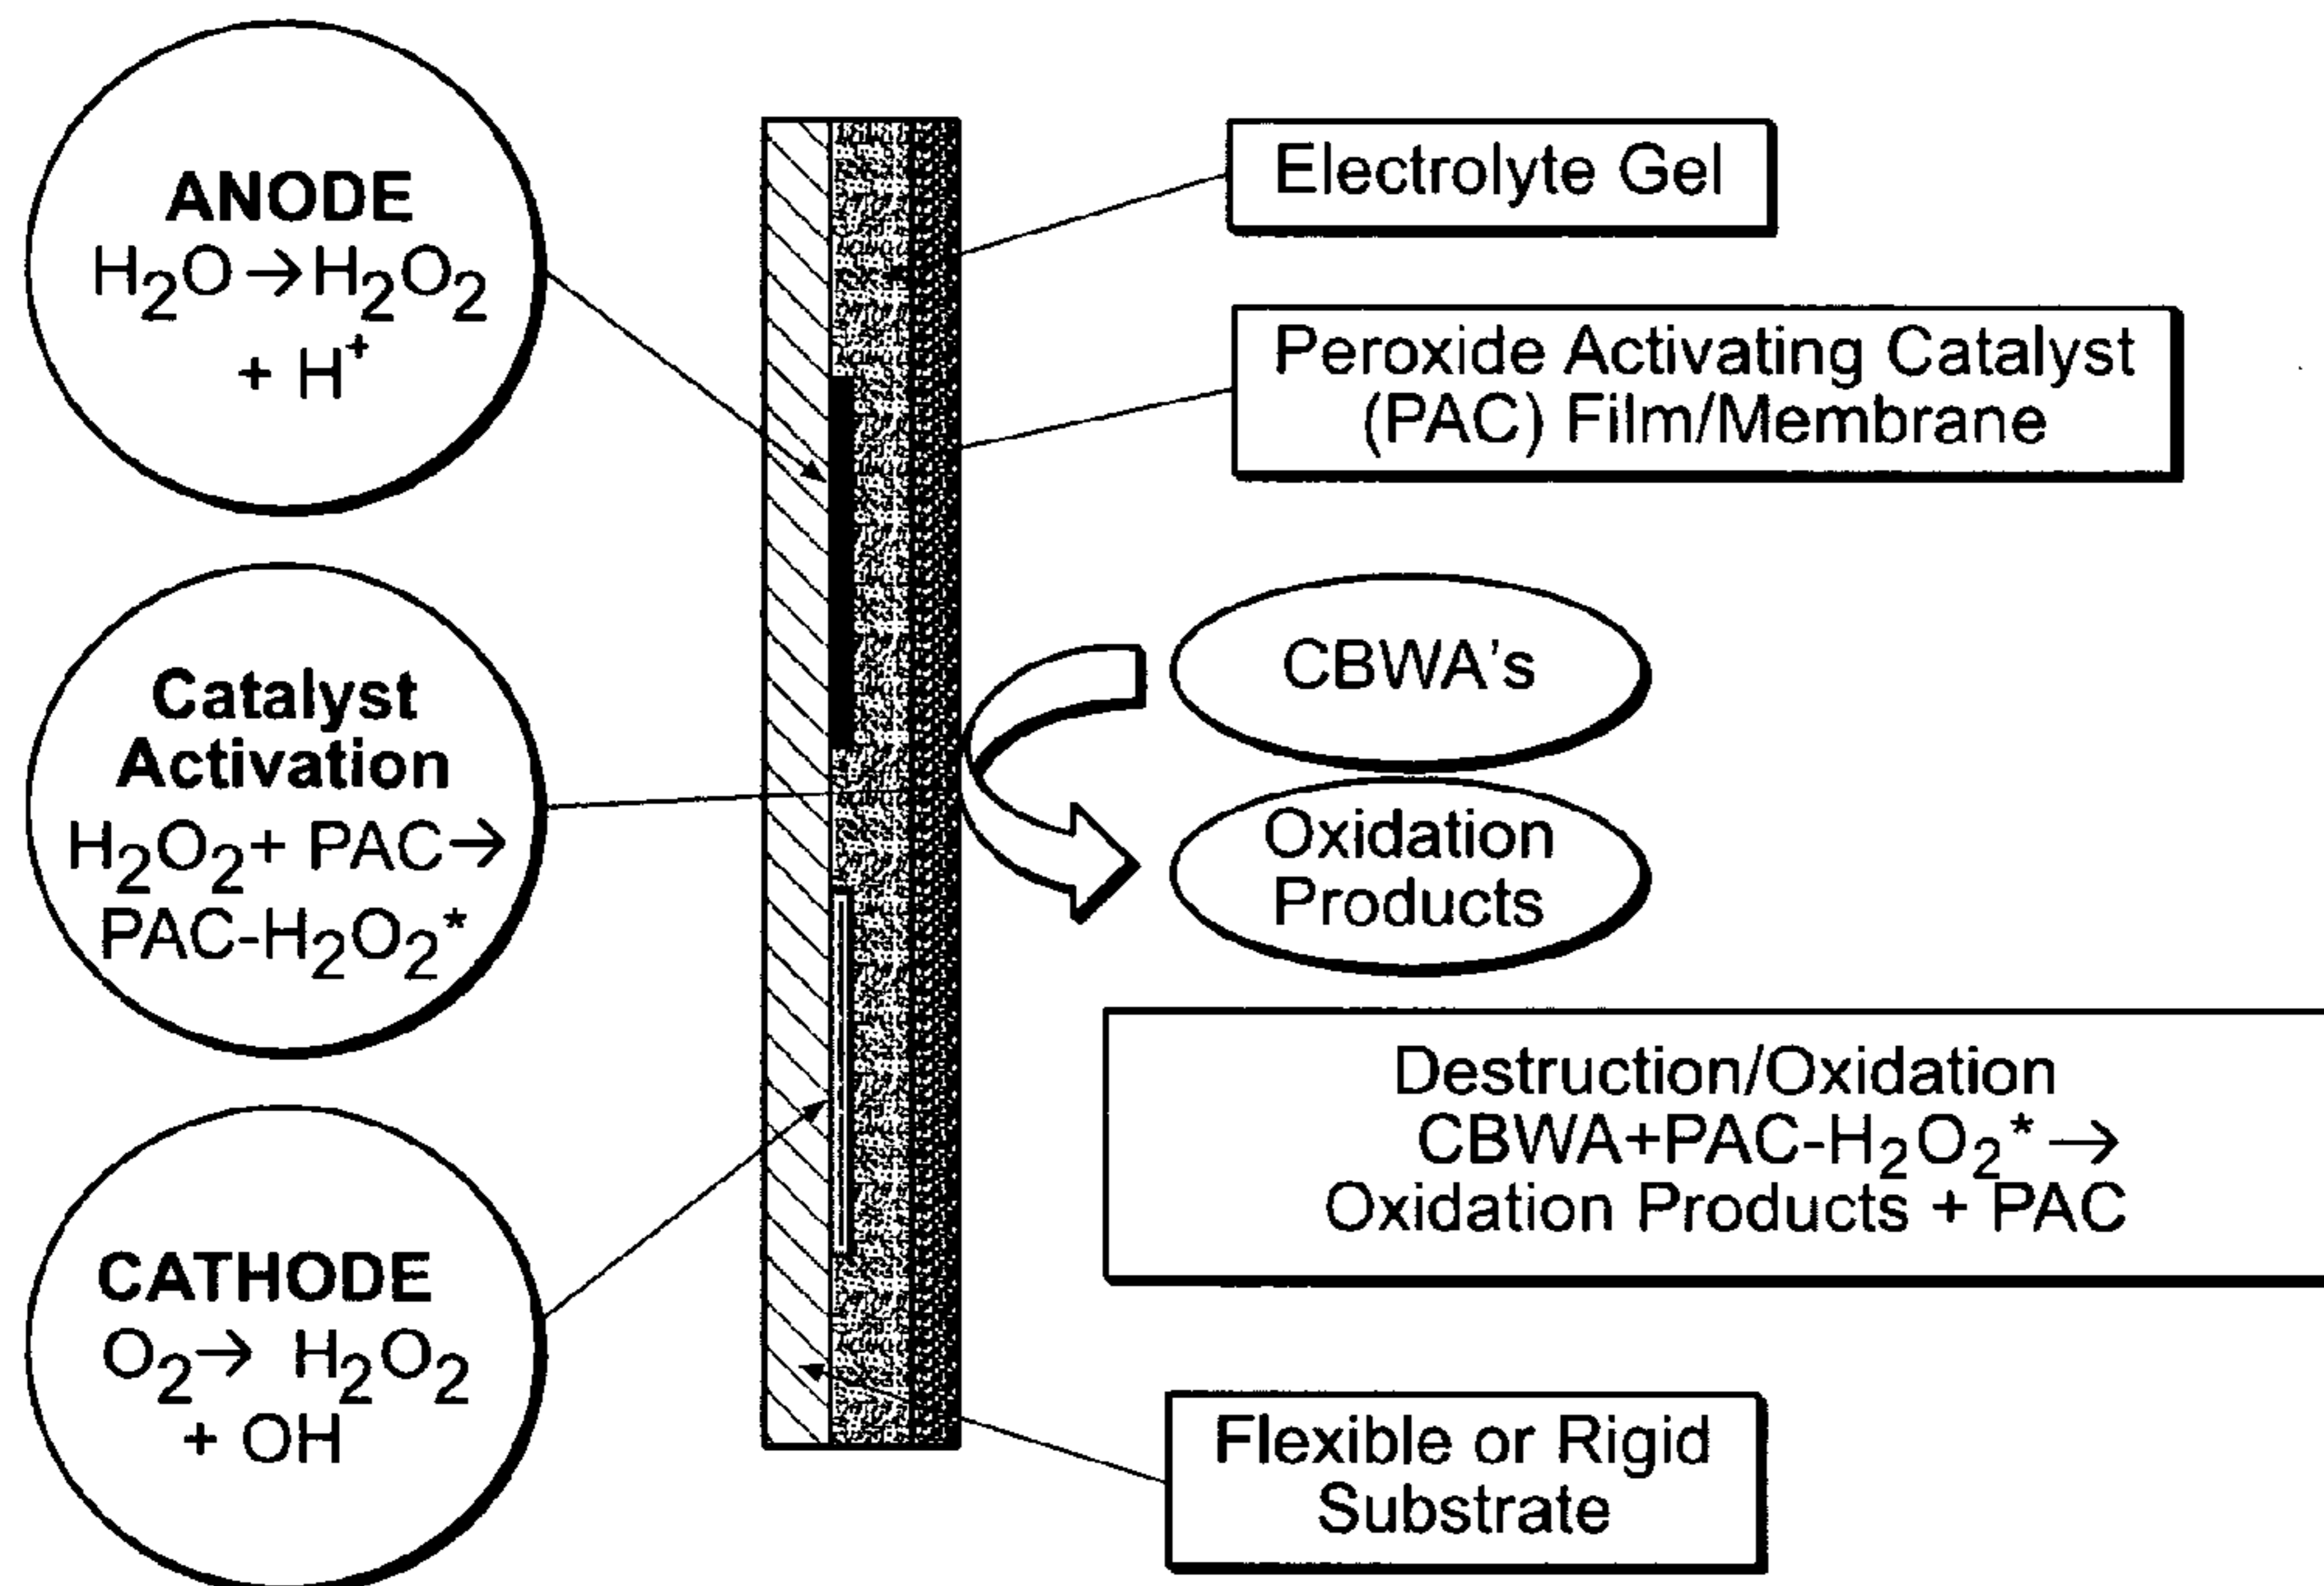 ANODE
H₂O → H₂O₂
+ H⁺
Catalyst
Activation
H₂O₂+ PAC→
PAC-H₂O₂*
CATHODE
O₂→ H₂O₂
+ OH
Electrolyte Gel
Peroxide Activating Catalyst
(PAC) Film/Membrane
CBWA's
Oxidation
Products
Destruction/Oxidation
CBWA+PAC-H₂O₂*→
Oxidation Products + PAC
Flexible or Rigid
Substrate